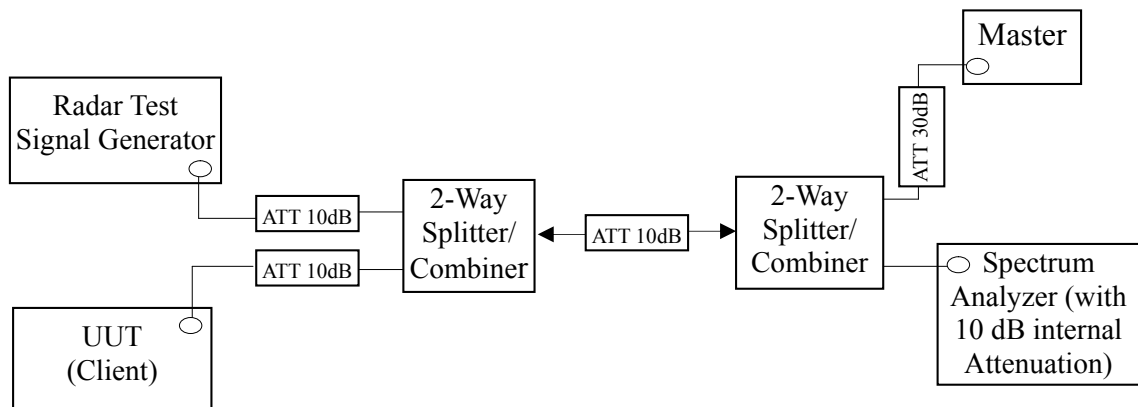 Radar Test
Signal Generator
ATT 10dB
2-Way
Splitter/
Combiner
ATT 10dB
UUT
(Client)
ATT 10dB
2-Way
Splitter/
Combiner
ATT 30dB
Master
Spectrum
Analyzer (with
10 dB internal
Attenuation)